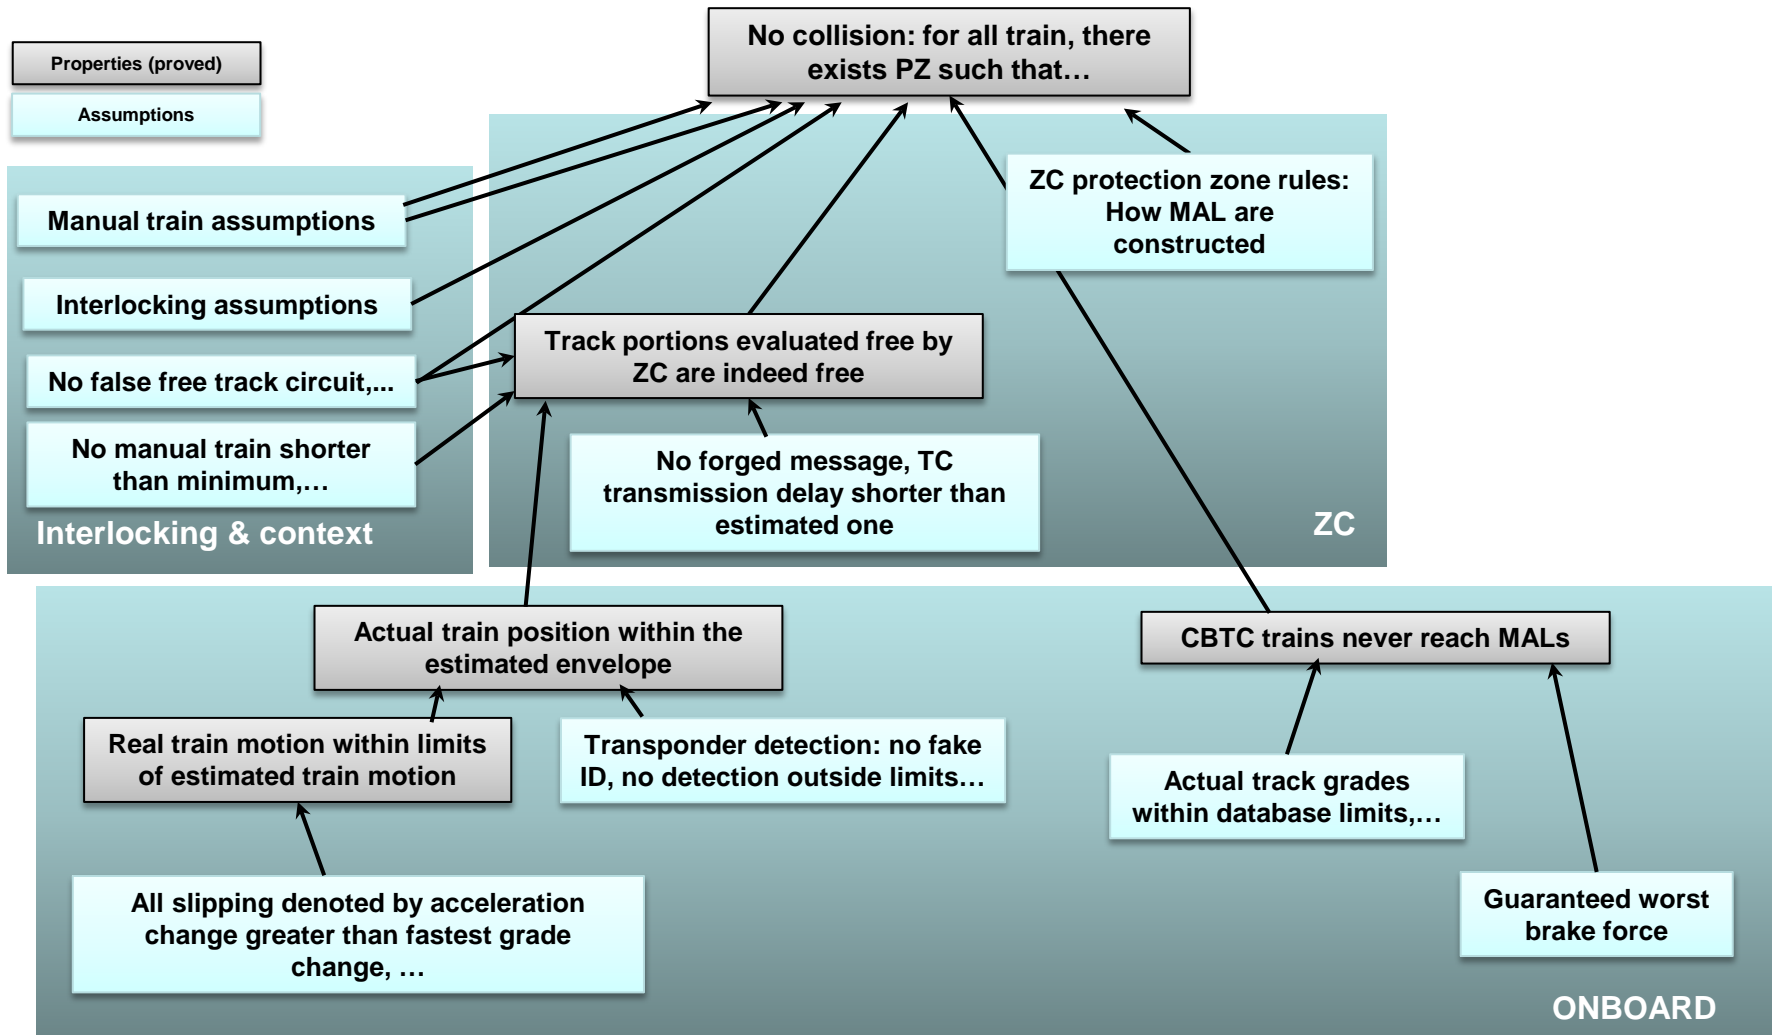 No collision: for all train, there
exists PZ such that…
Properties (proved)
Assumptions
Manual train assumptions
Interlocking assumptions
No false free track circuit,...
No manual train shorter
than minimum,…
Interlocking & context
ZC protection zone rules:
How MAL are
constructed
Track portions evaluated free by
ZC are indeed free
No forged message, TC
transmission delay shorter than
estimated one
ZC
Actual train position within the
estimated envelope
CBTC trains never reach MALs
Real train motion within limits
of estimated train motion
Transponder detection: no fake
ID, no detection outside limits…
Actual track grades
within database limits,…
All slipping denoted by acceleration
change greater than fastest grade
change, …
Guaranteed worst
brake force
ONBOARD